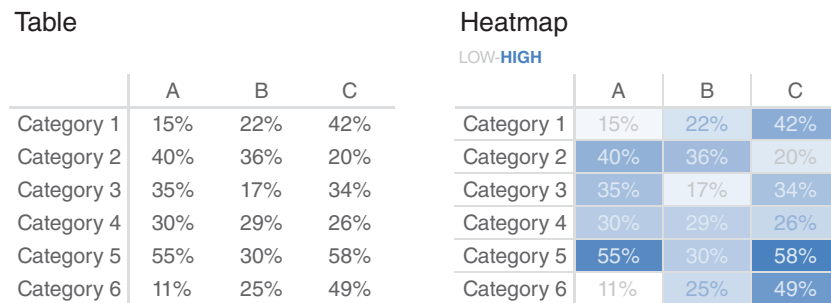 Table
A B C
Category 1 15% 22% 42%
Category 2 40% 36% 20%
Category 3 35% 17% 34%
Category 4 30% 29% 26%
Category 5 55% 30% 58%
Category 6 11% 25% 49%
Heatmap
LOW-HIGH
A B C
Category 1 15% 22% 42%
Category 2 40% 36% 20%
Category 3 35% 17% 34%
Category 4 30% 29% 26%
Category 5 55% 30% 58%
Category 6 11% 25% 49%